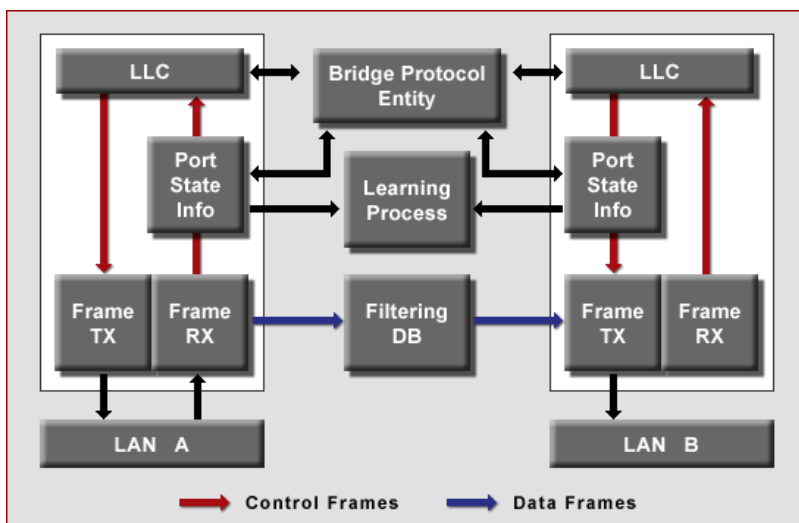 LLC
Bridge Protocol
Entity
LLC
Port
State
Info
Learning
Process
Port
State
Info
Frame
TX
Frame
RX
Filtering
DB
Frame
TX
Frame
RX
LAN A
LAN B
Control Frames
Data Frames